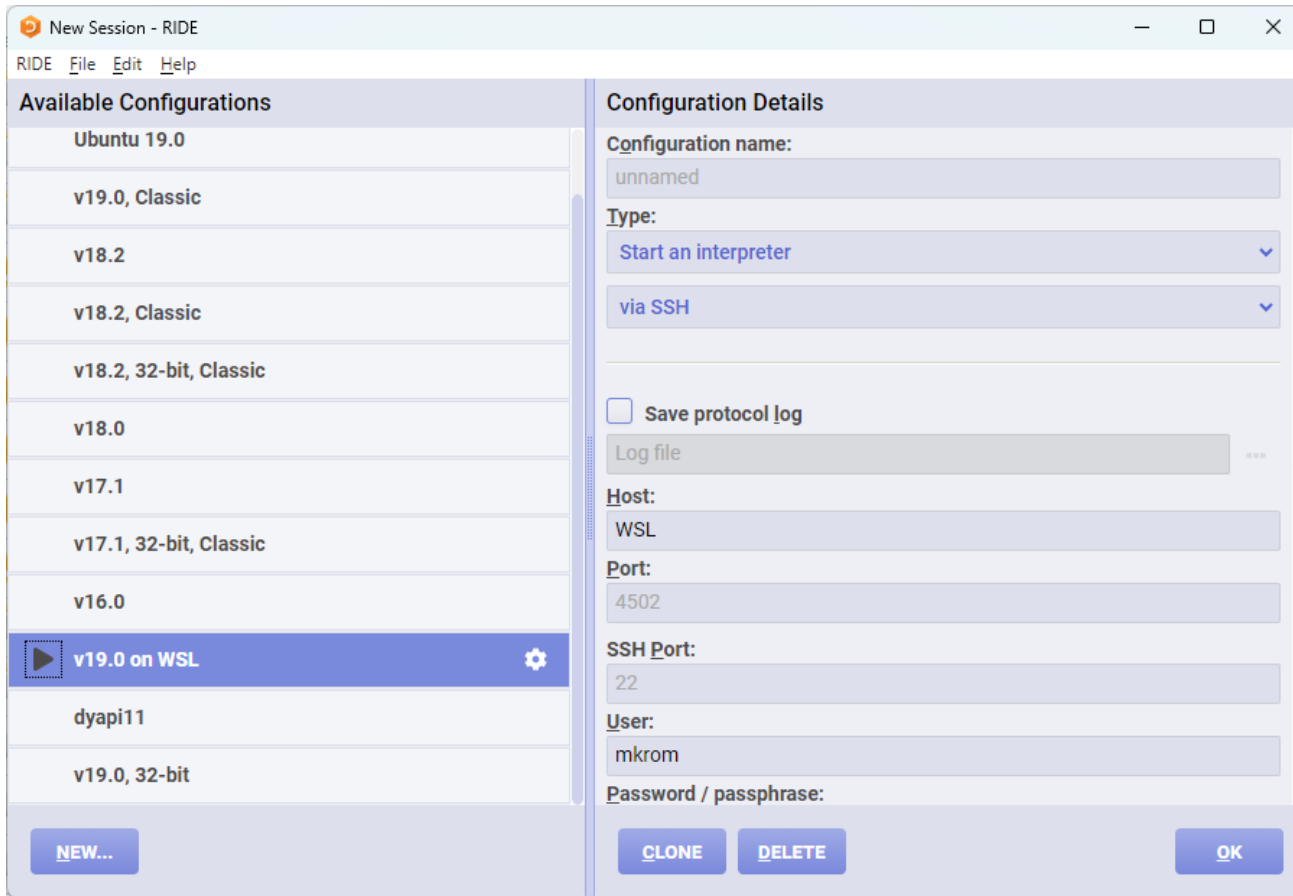 New Session - RIDE
RIDE File Edit Help
Available Configurations
Ubuntu 19.0
v19.0, Classic
v18.2
v18.2, Classic
v18.2, 32-bit, Classic
v18.0
v17.1
v17.1, 32-bit, Classic
v16.0
v19.0 on WSL
dyapi11
v19.0, 32-bit
NEW...
Configuration Details
Configuration name:
unnamed
Type:
Start an interpreter
via SSH
Save protocol log
Log file
Host:
WSL
Port:
4502
SSH Port:
22
User:
mkrom
Password / passphrase:
CLONE DELETE OK